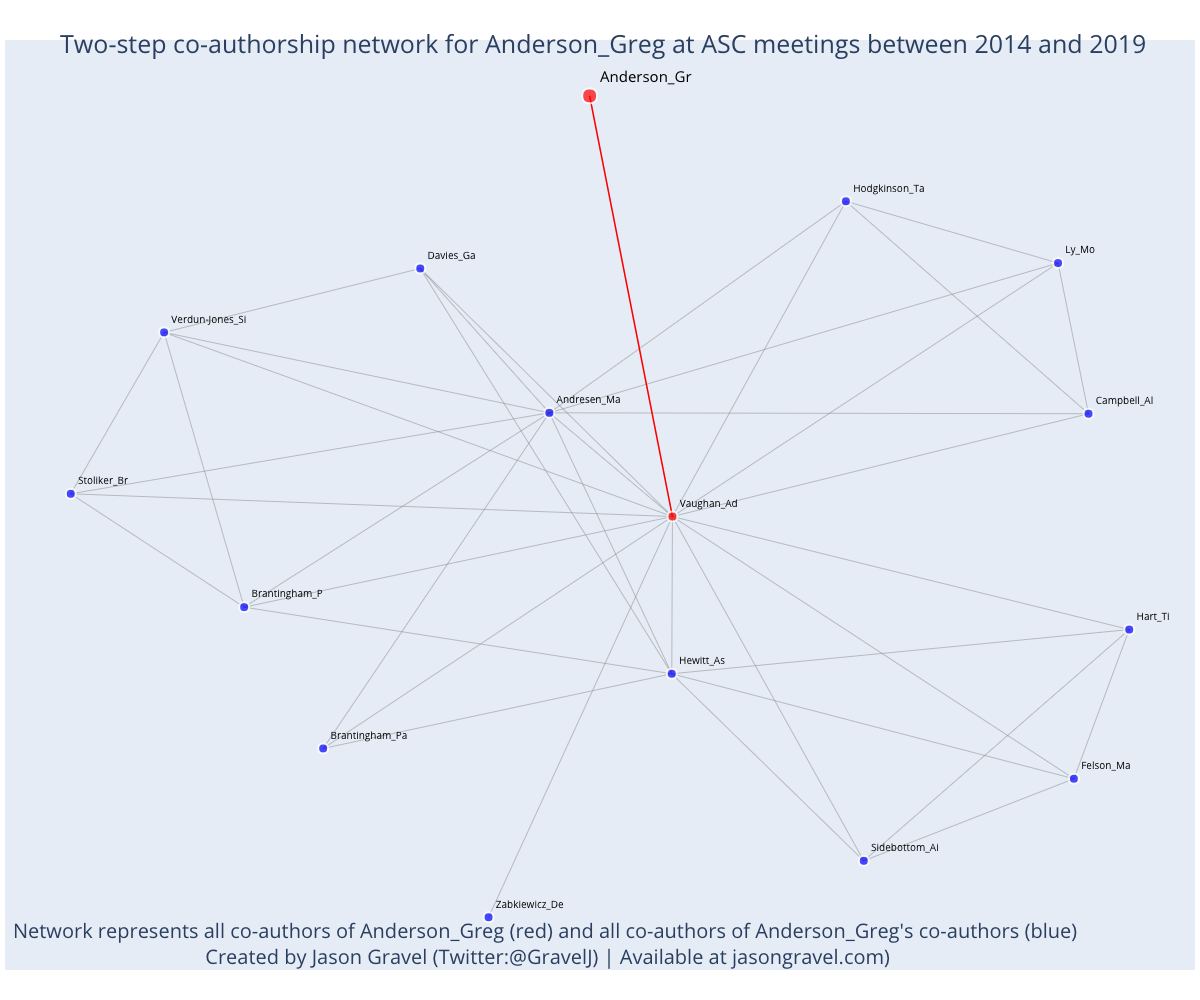 Two-step co-authorship network for Anderson_Greg at ASC meetings between 2014 and 2019
Anderson_Gr
Hodgkinson_Ta
Ly_Mo
Davies_Ga
Verdun-Jones_Si
Andresen_Ma
Campbell_Al
Stoliker_Br
Vaughan_Ad
Brantingham_P
Hart_Ti
Hewitt_As
Brantingham_Pa
Felson_Ma
Sidebottom_Ai
Zabkiewicz_De
Network represents all co-authors of Anderson_Greg (red) and all co-authors of Anderson_Greg's co-authors (blue)
Created by Jason Gravel (Twitter:@GravelJ) | Available at jasongravel.com)